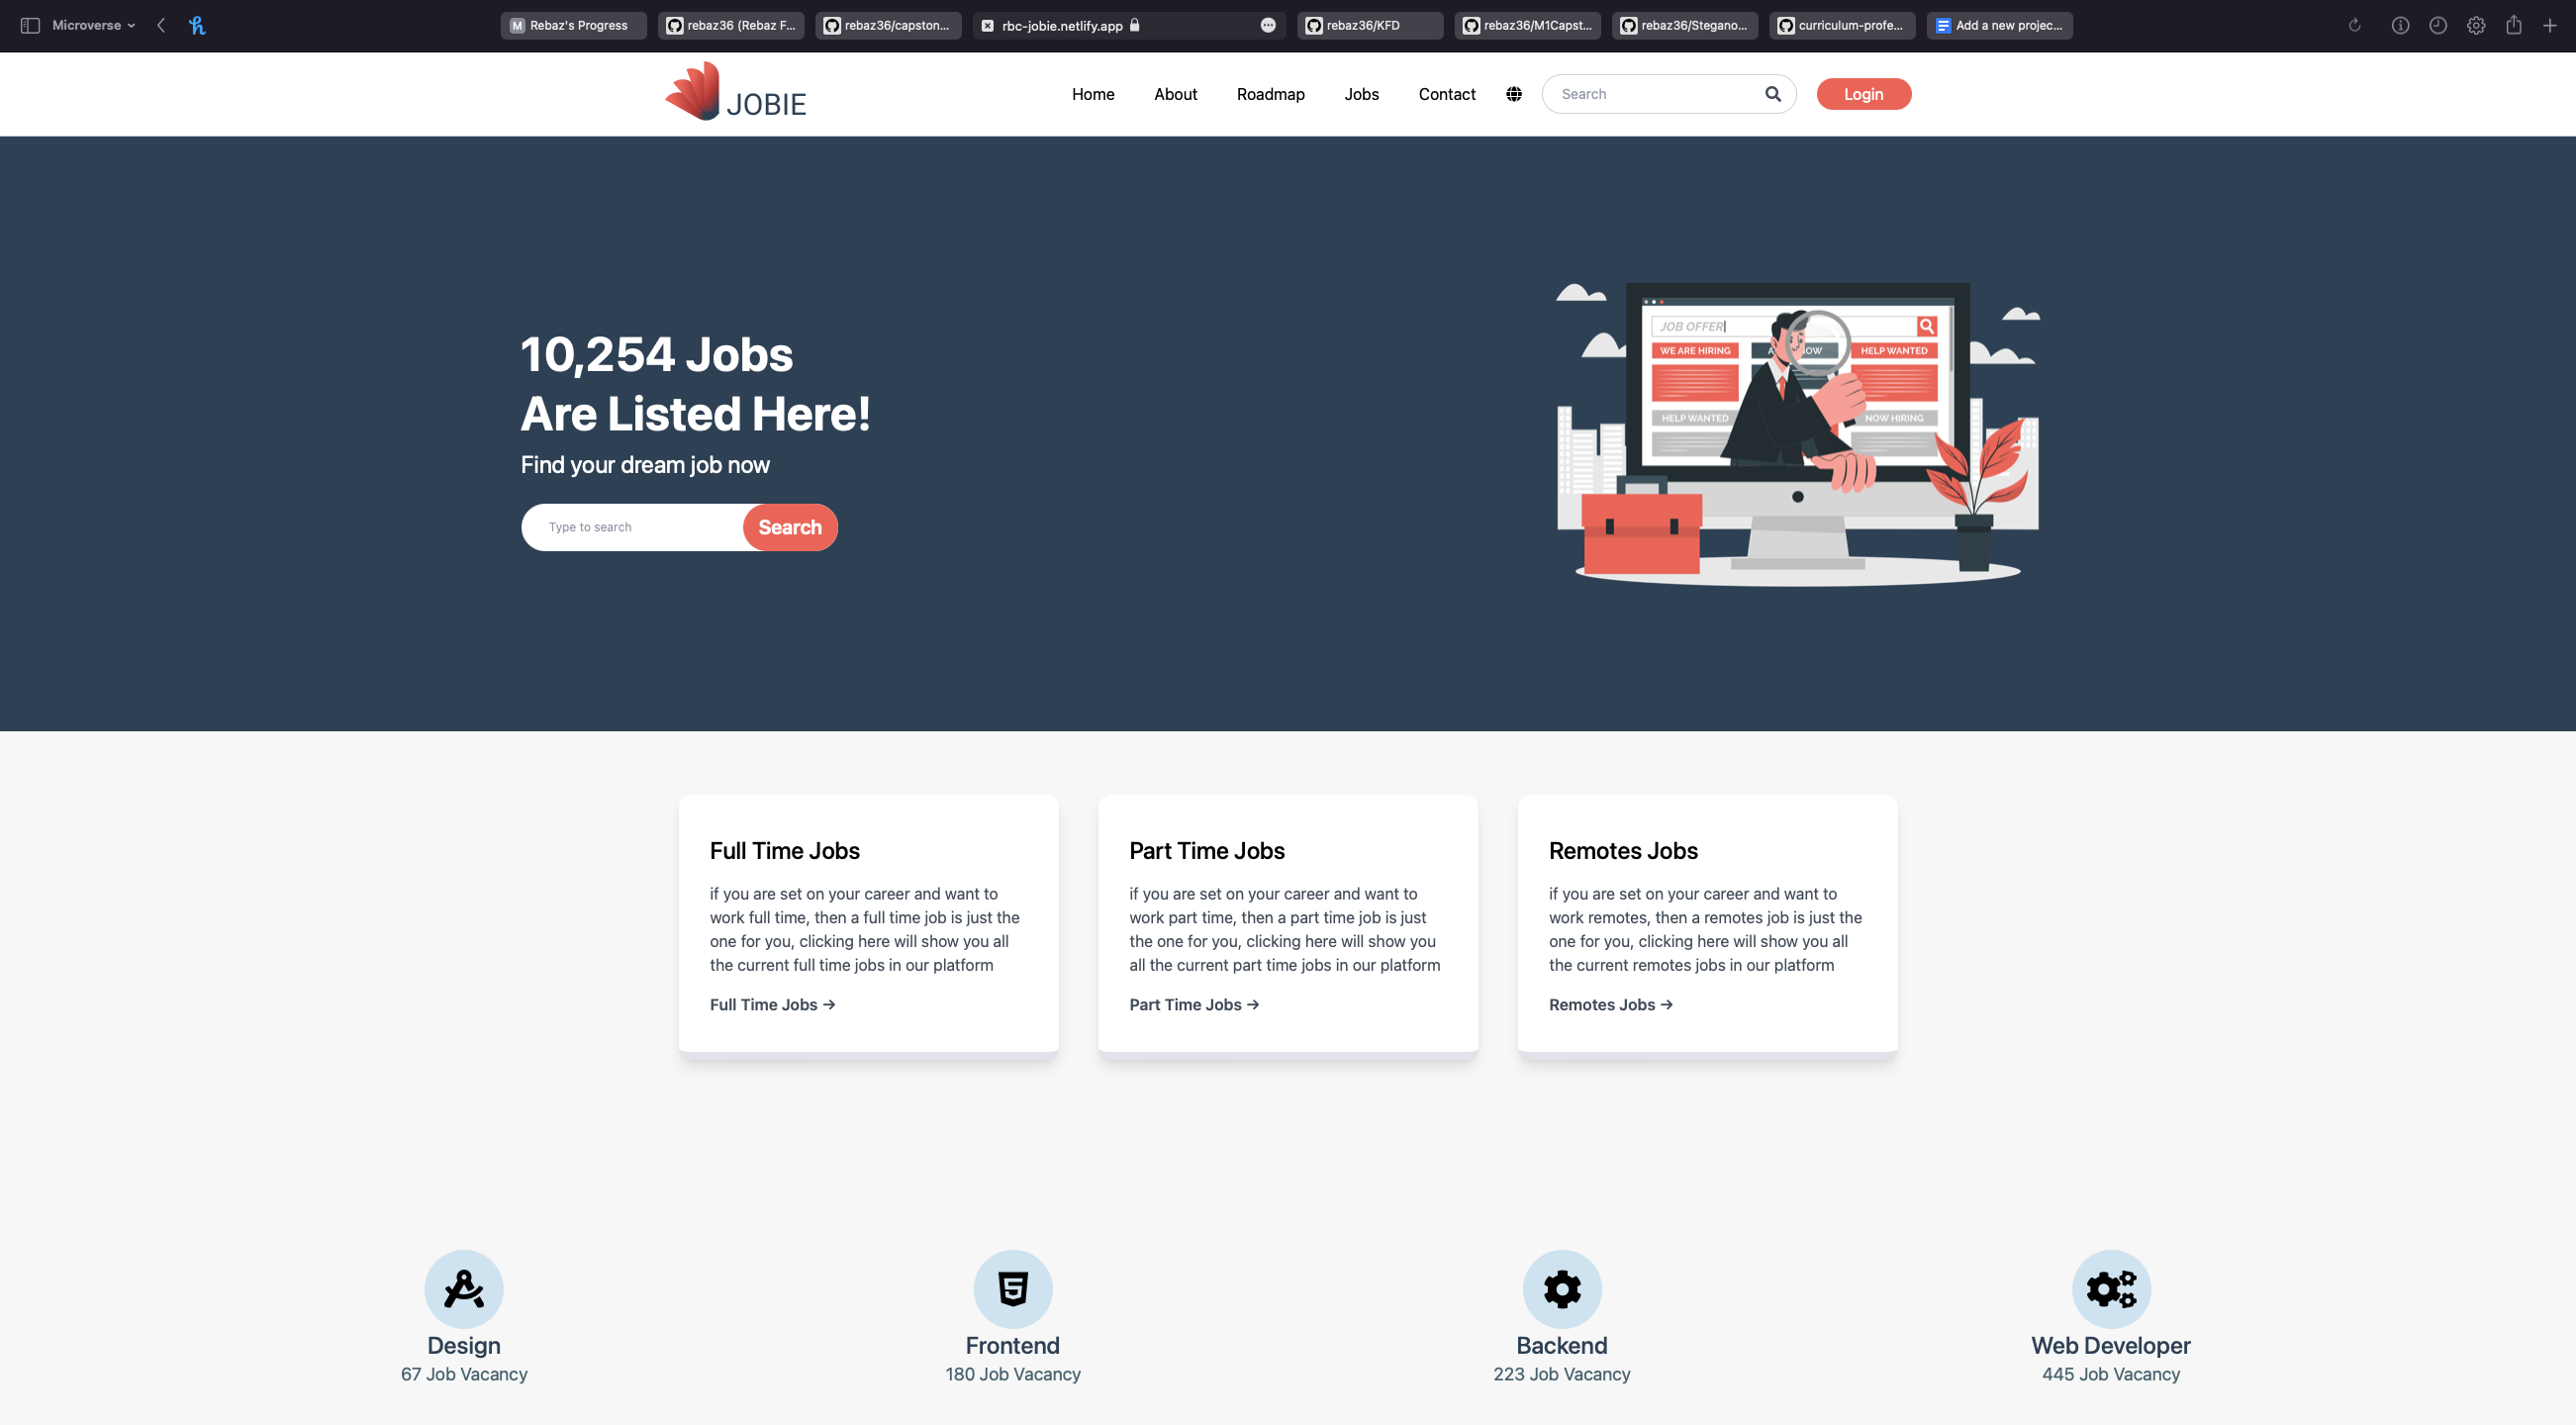 Microverse
Rebaz's Progress
rebaz36 (Rebaz F...
rebaz36/capston...
rbc-jobie.netlify.app
rebaz36/KFD
rebaz36/M1Capst...
rebaz36/Stegano...
curriculum-profe...
Add a new projec...
JOBIE
Home
About
Roadmap
Jobs
Contact
Search
Login
10,254 Jobs
Are Listed Here!
Find your dream job now
Type to search
Search
JOB OFFER
WE ARE HIRING
HELP WANTED
HELP WANTED
NOW HIRING
Full Time Jobs
if you are set on your career and want to
work full time, then a full time job is just the
one for you, clicking here will show you all
the current full time jobs in our platform
Full Time Jobs →
Part Time Jobs
if you are set on your career and want to
work part time, then a part time job is just
the one for you, clicking here will show you
all the current part time jobs in our platform
Part Time Jobs →
Remotes Jobs
if you are set on your career and want to
work remotes, then a remotes job is just the
one for you, clicking here will show you all
the current remotes jobs in our platform
Remotes Jobs →
Design
67 Job Vacancy
Frontend
180 Job Vacancy
Backend
223 Job Vacancy
Web Developer
445 Job Vacancy